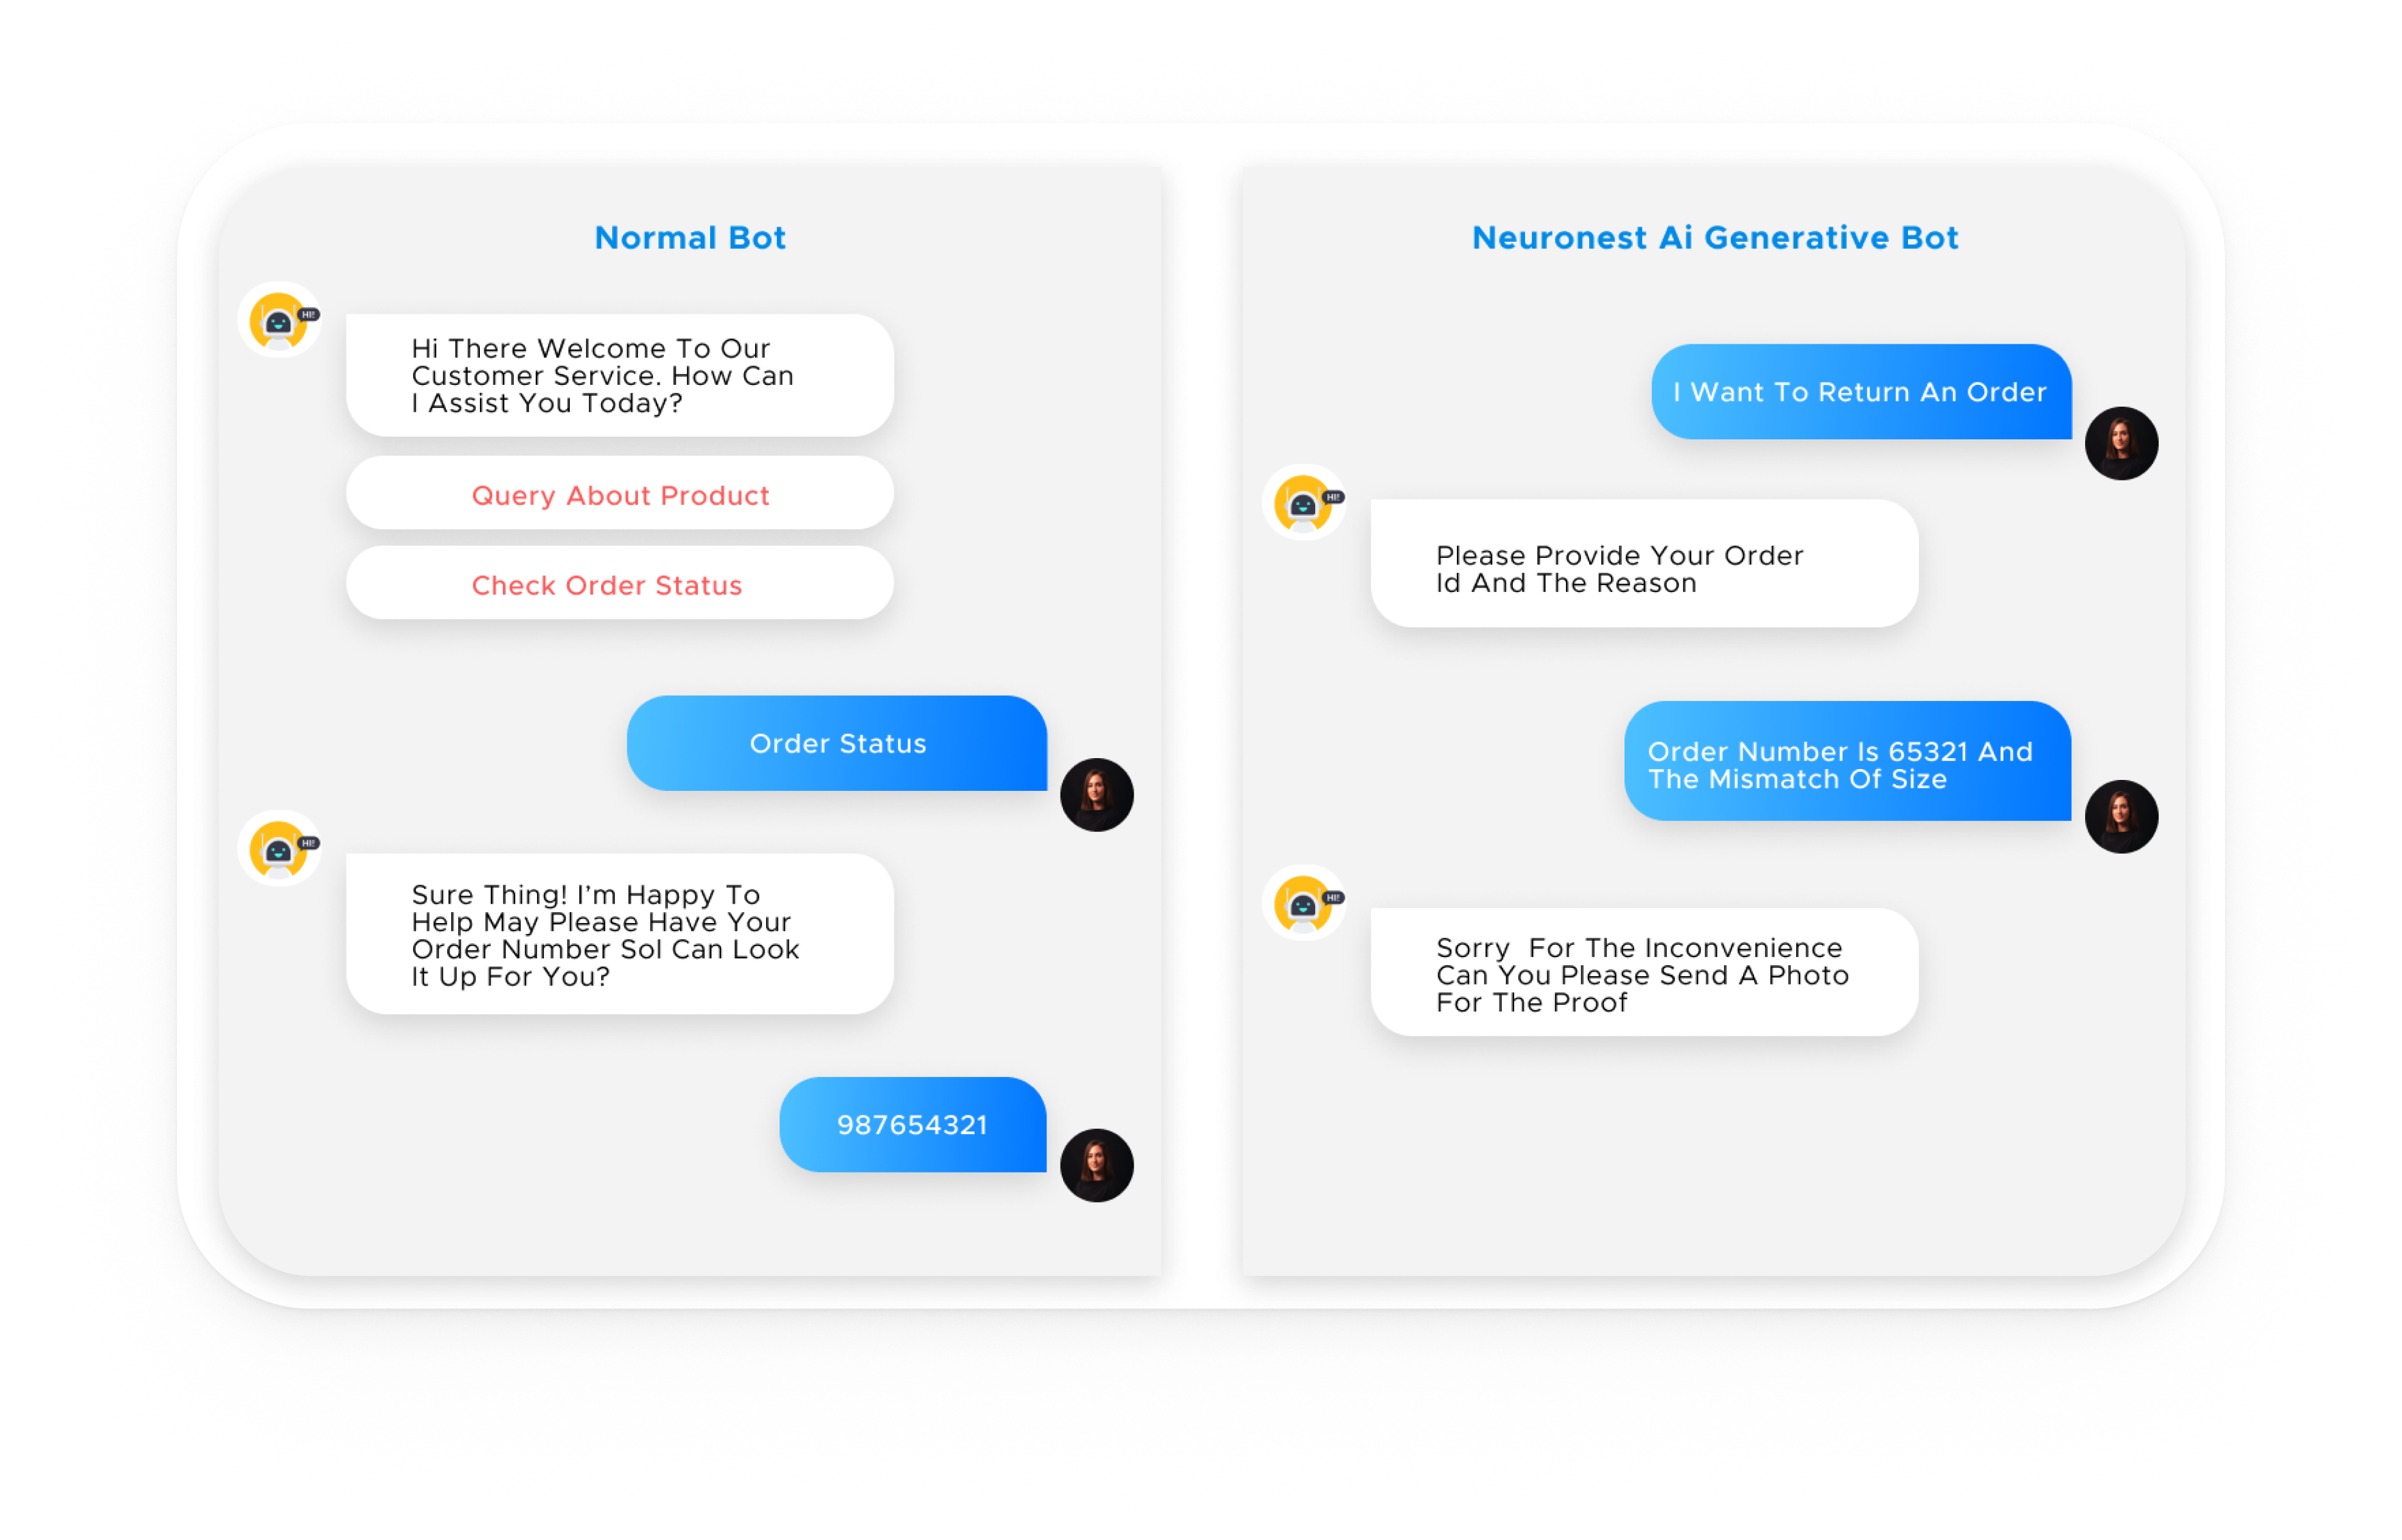 Normal Bot
HI!
Hi There Welcome To Our
Customer Service. How Can
I Assist You Today?
Query About Product
Check Order Status
Order Status
HI!
Sure Thing! I'm Happy To
Help May Please Have Your
Order Number SoI Can Look
It Up For You?
987654321
Neuronest Ai Generative Bot
I Want To Return An Order
HI!
Please Provide Your Order
Id And The Reason
Order Number Is 65321 And
The Mismatch Of Size
HI!
Sorry  For The Inconvenience
Can You Please Send A Photo
For The Proof